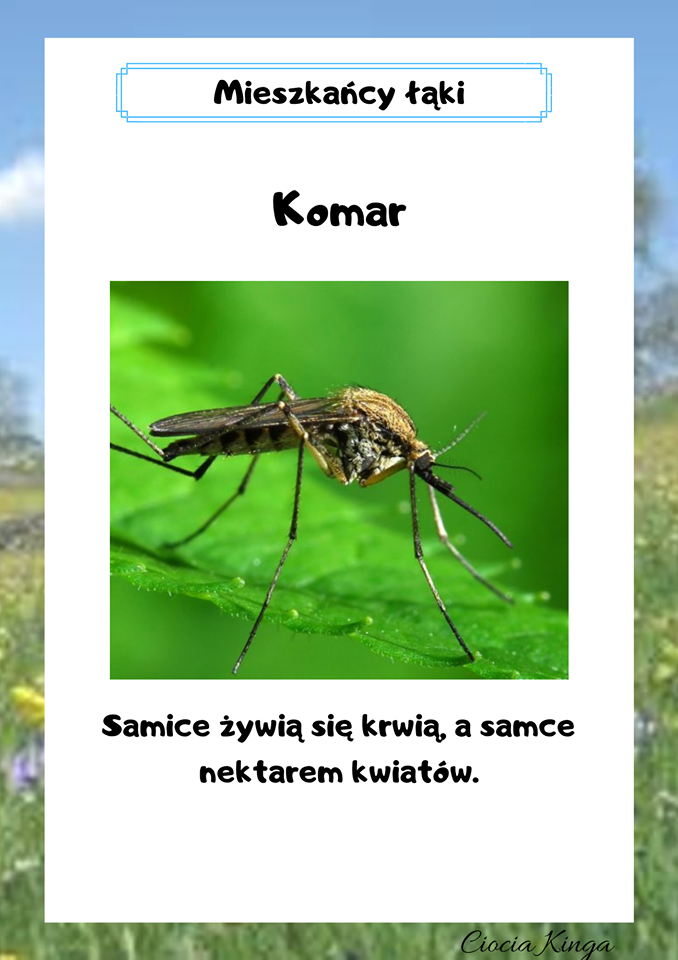 Mieszkańcy łąki
Komar
Samice żywią się krwią, a samce
nektarem kwiatów.
Ciocia Kinga